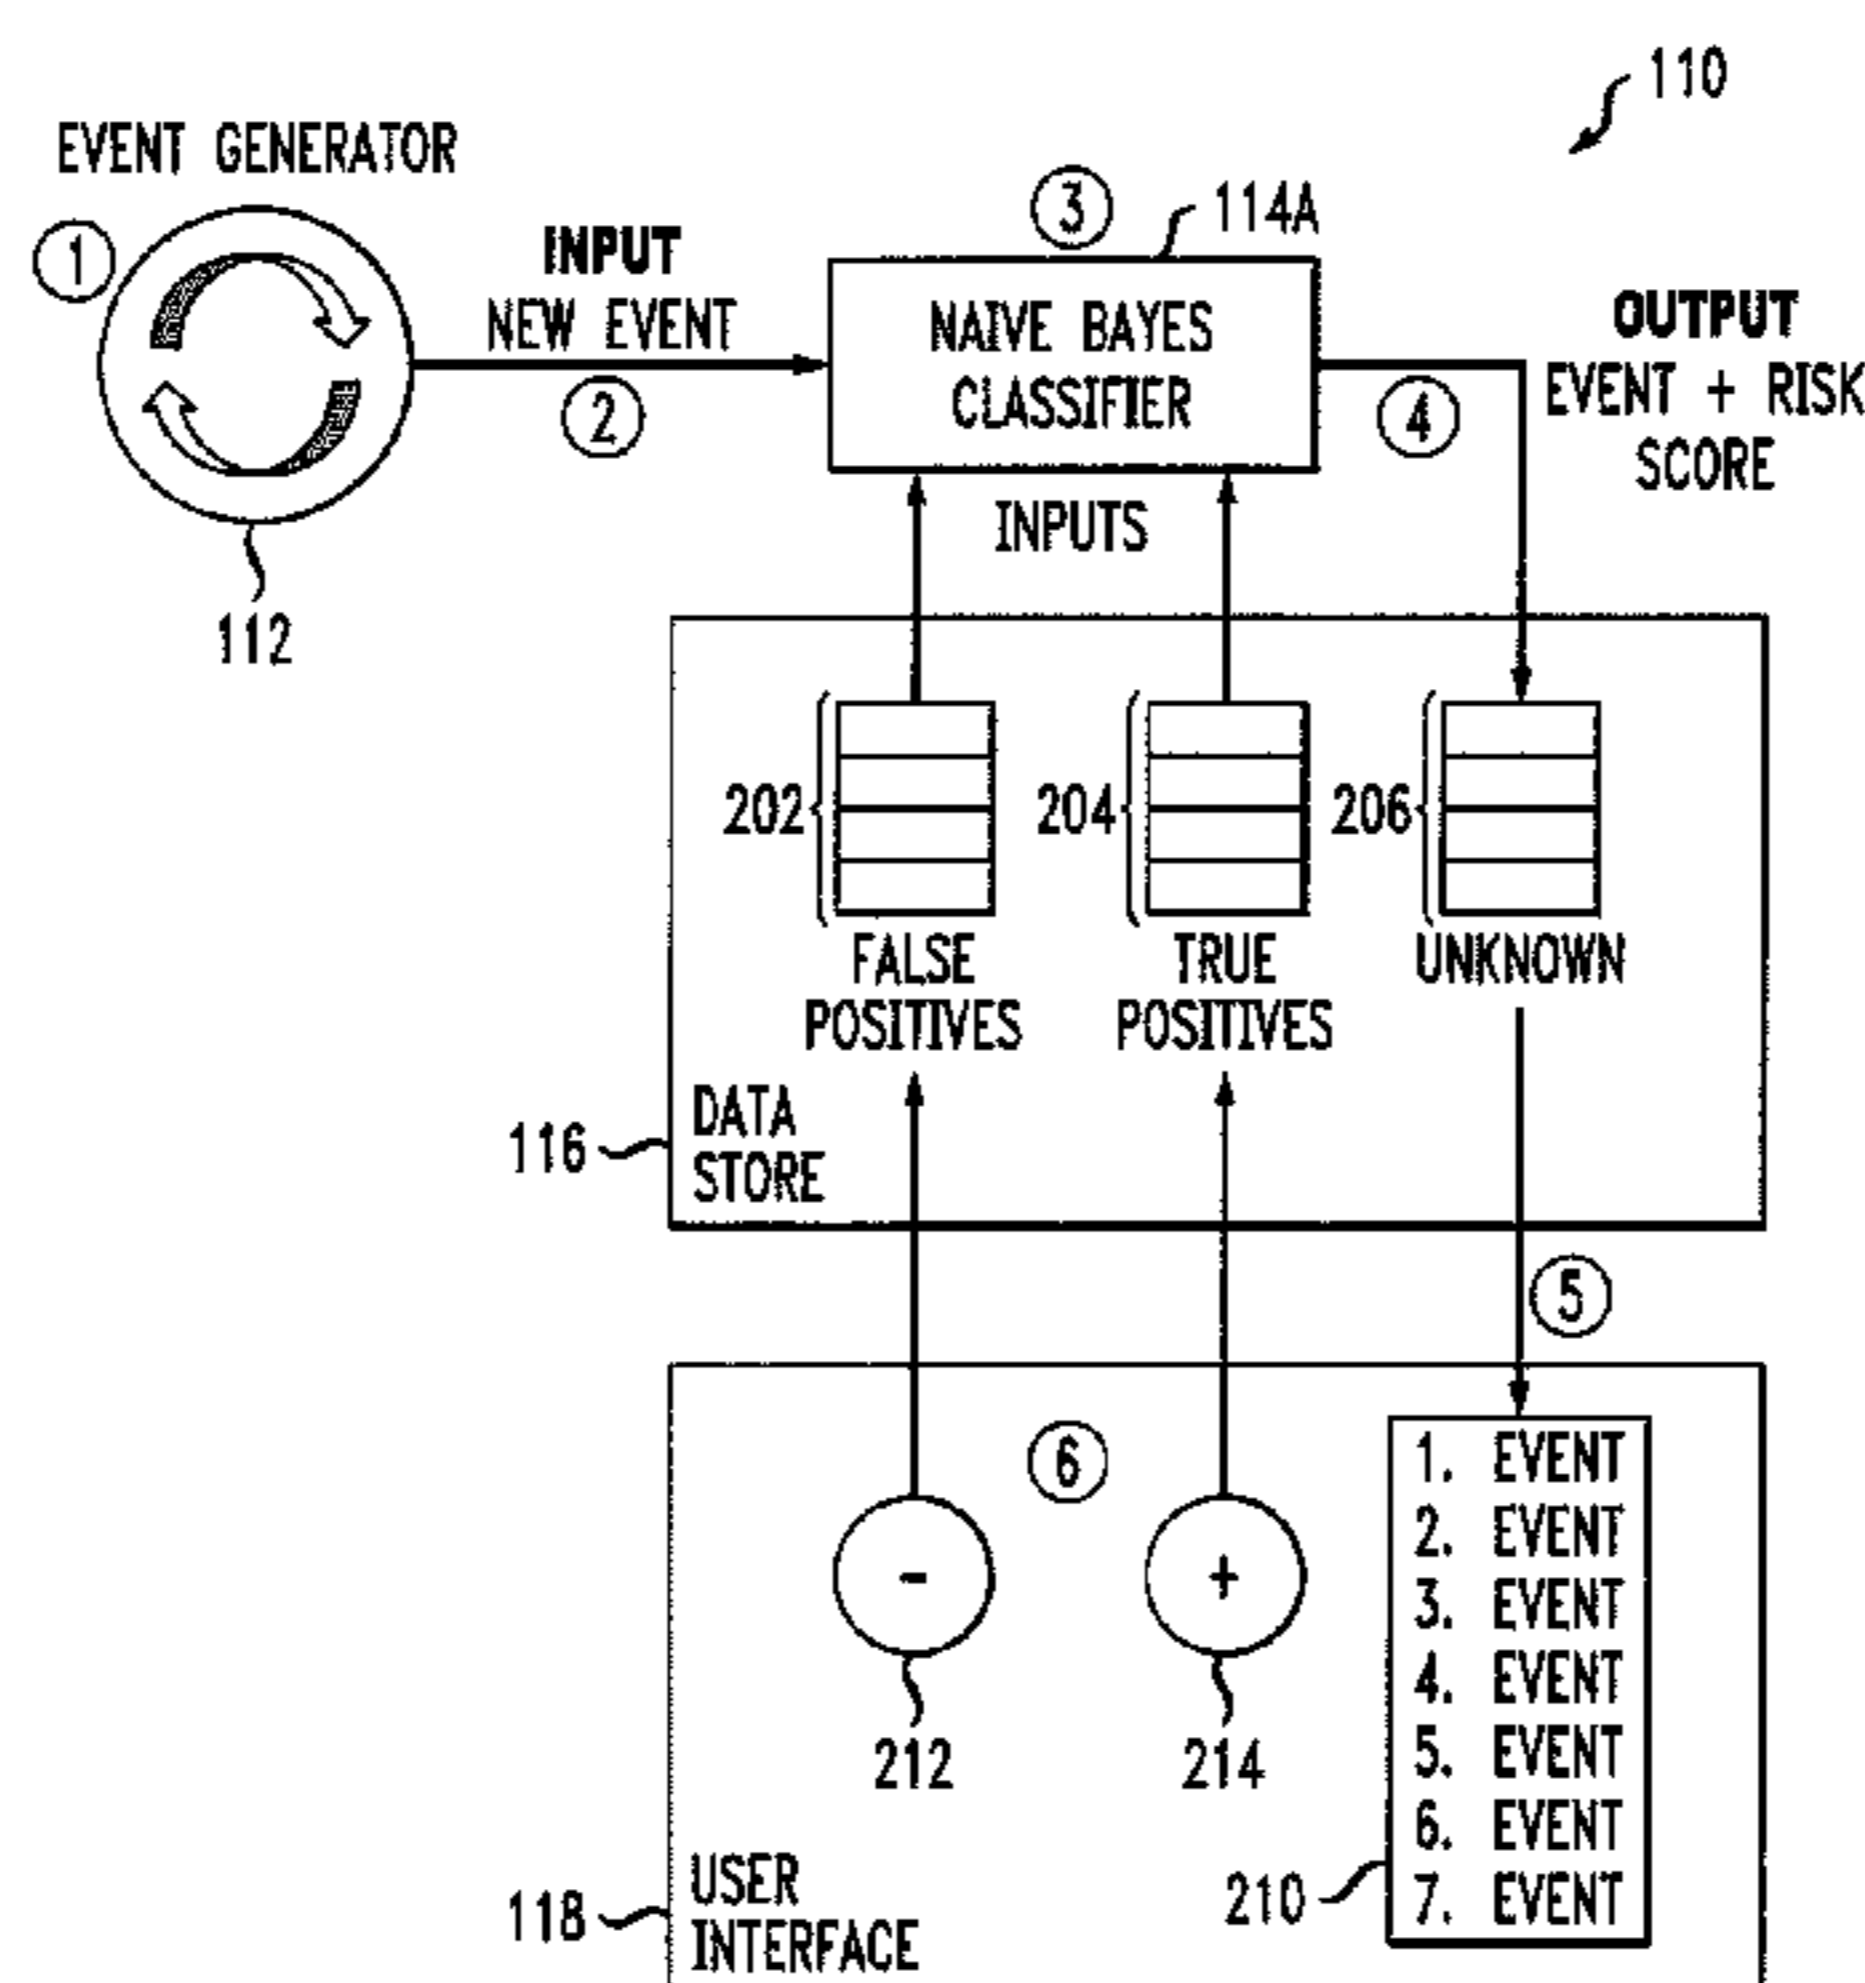 110
EVENT GENERATOR
1
112
INPUT
NEW EVENT
2
3
114A
NAIVE BAYES
CLASSIFIER
4
OUTPUT
EVENT + RISK
SCORE
INPUTS
202
FALSE
POSITIVES
204
TRUE
POSITIVES
206
UNKNOWN
116
DATA
STORE
5
6
-
212
+
214
1. EVENT
2. EVENT
3. EVENT
4. EVENT
5. EVENT
6. EVENT
7. EVENT
210
118
USER
INTERFACE